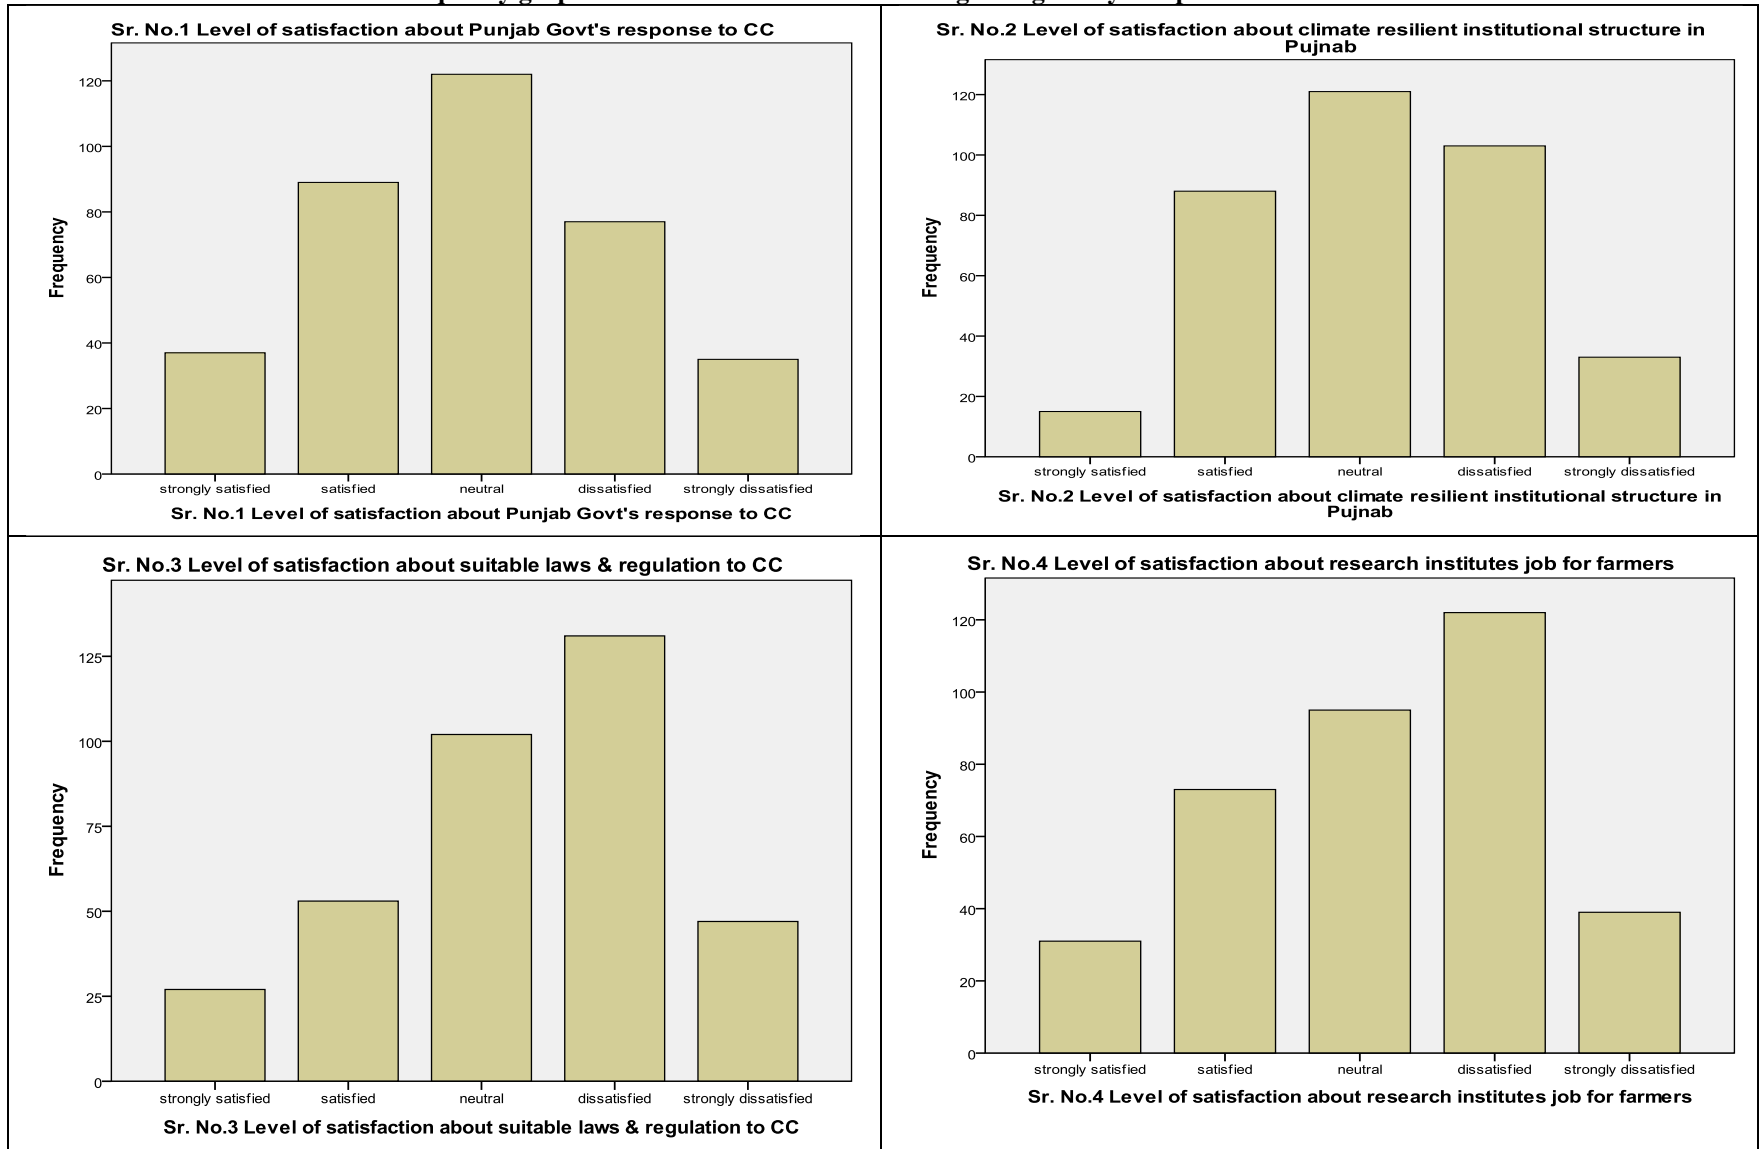 Sr. No.1 Level of satisfaction about Punjab Govt's response to CC
Frequency
120
100
80
60
40
20
0
strongly satisfied satisfied neutral dissatisfied strongly dissatisfied
Sr. No.1 Level of satisfaction about Punjab Govt's response to CC
Sr. No.2 Level of satisfaction about climate resilient institutional structure in
Pujnab
Frequency
120
100
80
60
40
20
0
strongly satisfied satisfied neutral dissatisfied strongly dissatisfied
Sr. No.2 Level of satisfaction about climate resilient institutional structure in
Pujnab
Sr. No.3 Level of satisfaction about suitable laws & regulation to CC
Frequency
125
100
75
50
25
0
strongly satisfied satisfied neutral dissatisfied strongly dissatisfied
Sr. No.3 Level of satisfaction about suitable laws & regulation to CC
Sr. No.4 Level of satisfaction about research institutes job for farmers
Frequency
120
100
80
60
40
20
0
strongly satisfied satisfied neutral dissatisfied strongly dissatisfied
Sr. No.4 Level of satisfaction about research institutes job for farmers